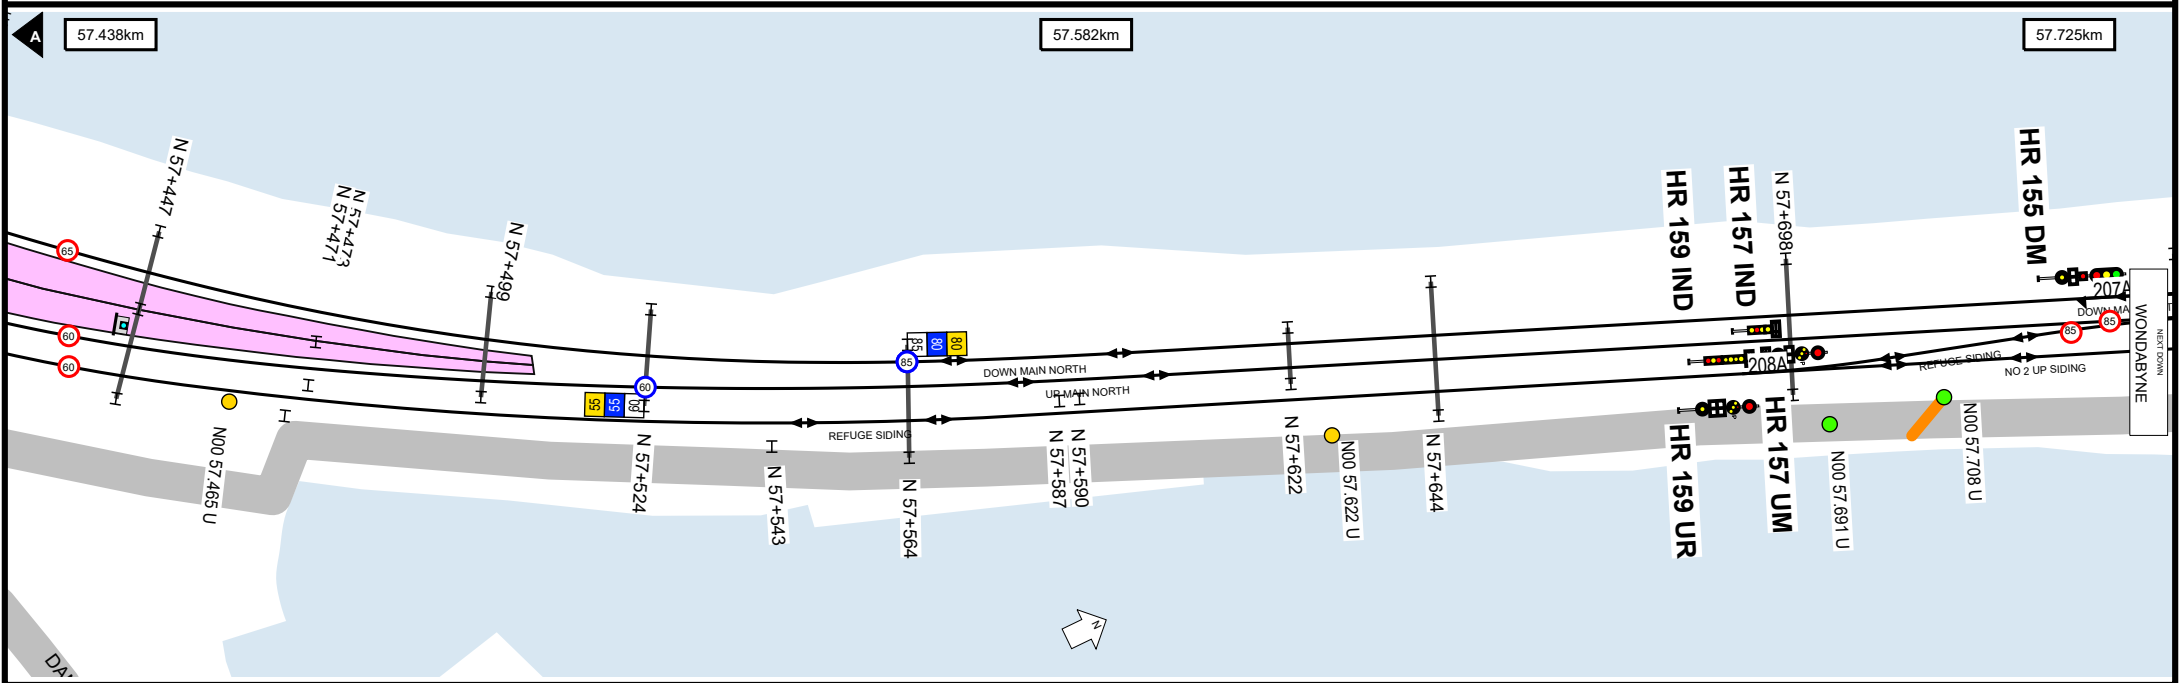 A
57.438km
57.582km
57.725km
N 57+447
N 57+473
N 57+471
N 57+499
HR 159 IND
HR 157 IND
N 57+698
HR 155 DM
65
60
60
60
85
85
80
80
55
55
60
DOWN MAIN NORTH
UP MAIN NORTH
REFUGE SIDING
207A
208A
DOWN MA
85
85
REFUGE SIDING
NO 2 UP SIDING
WONDABYNE
NEXT DOWN
N00 57.465 U
N 57+524
N 57+543
N 57+564
N 57+587
N 57+590
N 57+622
N00 57.622 U
N 57+644
HR 159 UR
HR 157 UM
N00 57.691 U
N00 57.708 U
N